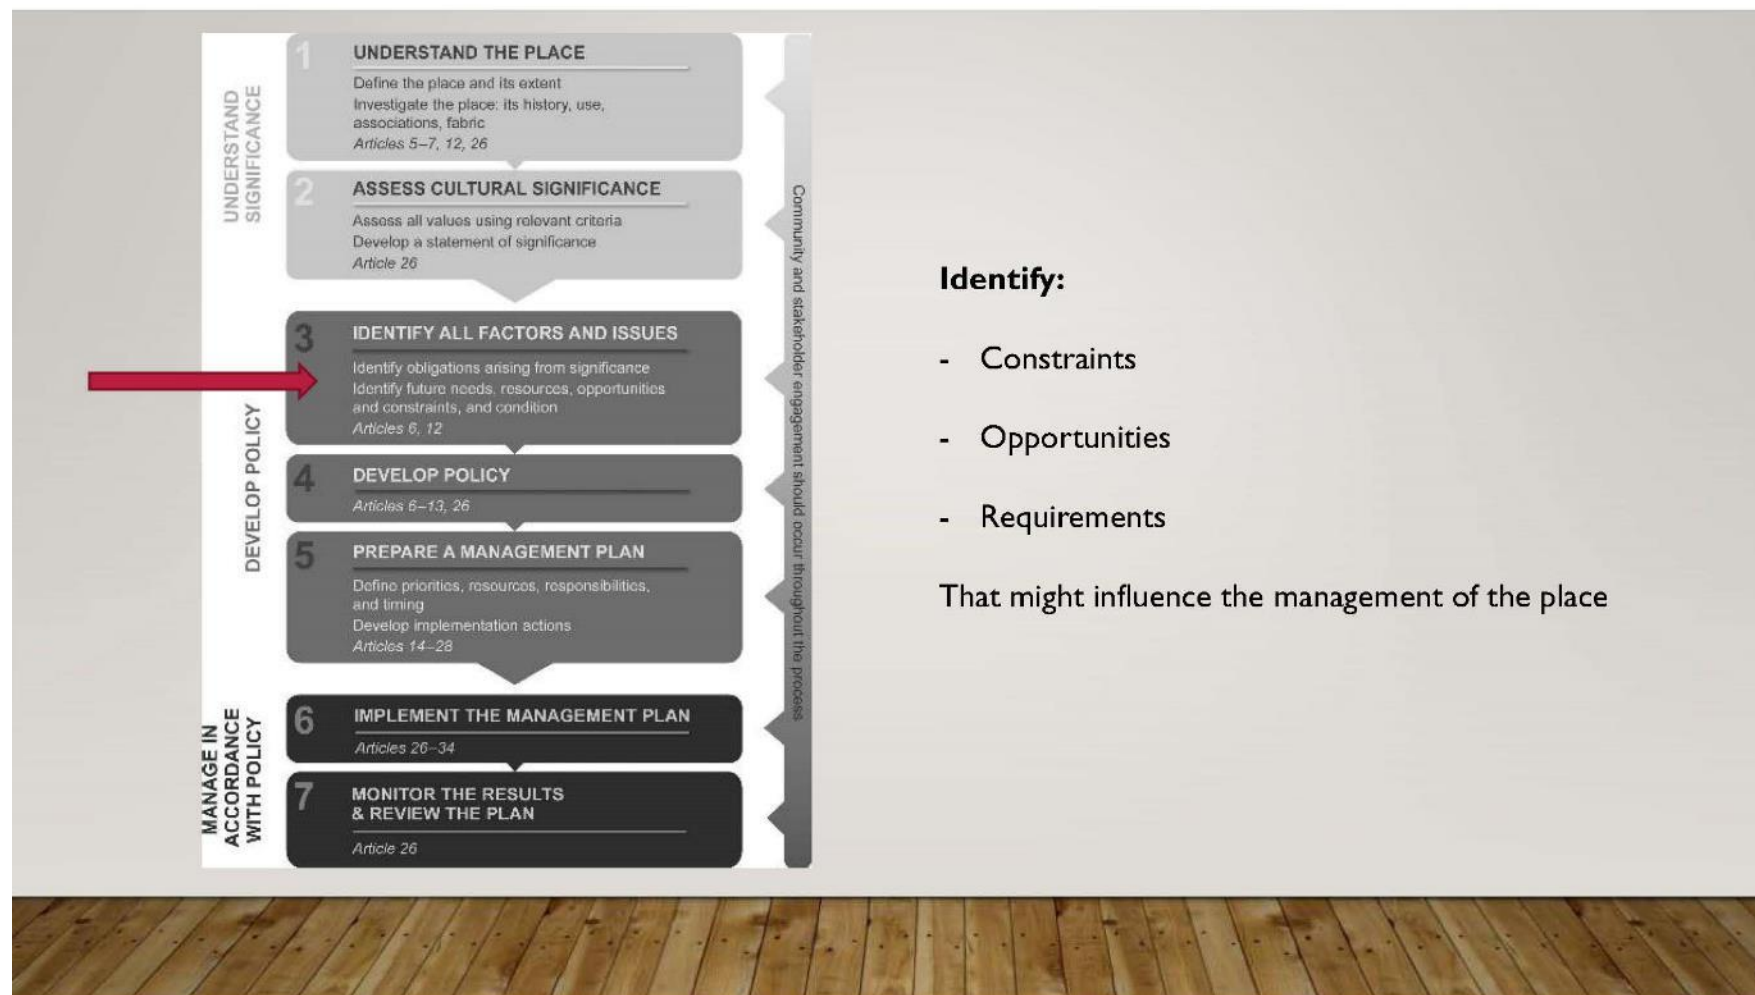 UNDERSTAND
SIGNIFICANCE
1
UNDERSTAND THE PLACE
Define the place and its extent
Investigate the place: its history, use,
associations, fabric
Articles 5–7, 12, 26
2
ASSESS CULTURAL SIGNIFICANCE
Assess all values using relevant criteria
Develop a statement of significance
Article 26
DEVELOP POLICY
3
IDENTIFY ALL FACTORS AND ISSUES
Identify obligations arising from significance
Identify future needs, resources, opportunities
and constraints, and condition
Articles 6, 12
4
DEVELOP POLICY
Articles 6–13, 26
5
PREPARE A MANAGEMENT PLAN
Define priorities, resources, responsibilities,
and timing
Develop implementation actions
Articles 14–28
MANAGE IN
ACCORDANCE
WITH POLICY
6
IMPLEMENT THE MANAGEMENT PLAN
Articles 26–34
7
MONITOR THE RESULTS
& REVIEW THE PLAN
Article 26
Community and stakeholder engagement should occur throughout the process
Identify:
- Constraints
- Opportunities
- Requirements
That might influence the management of the place